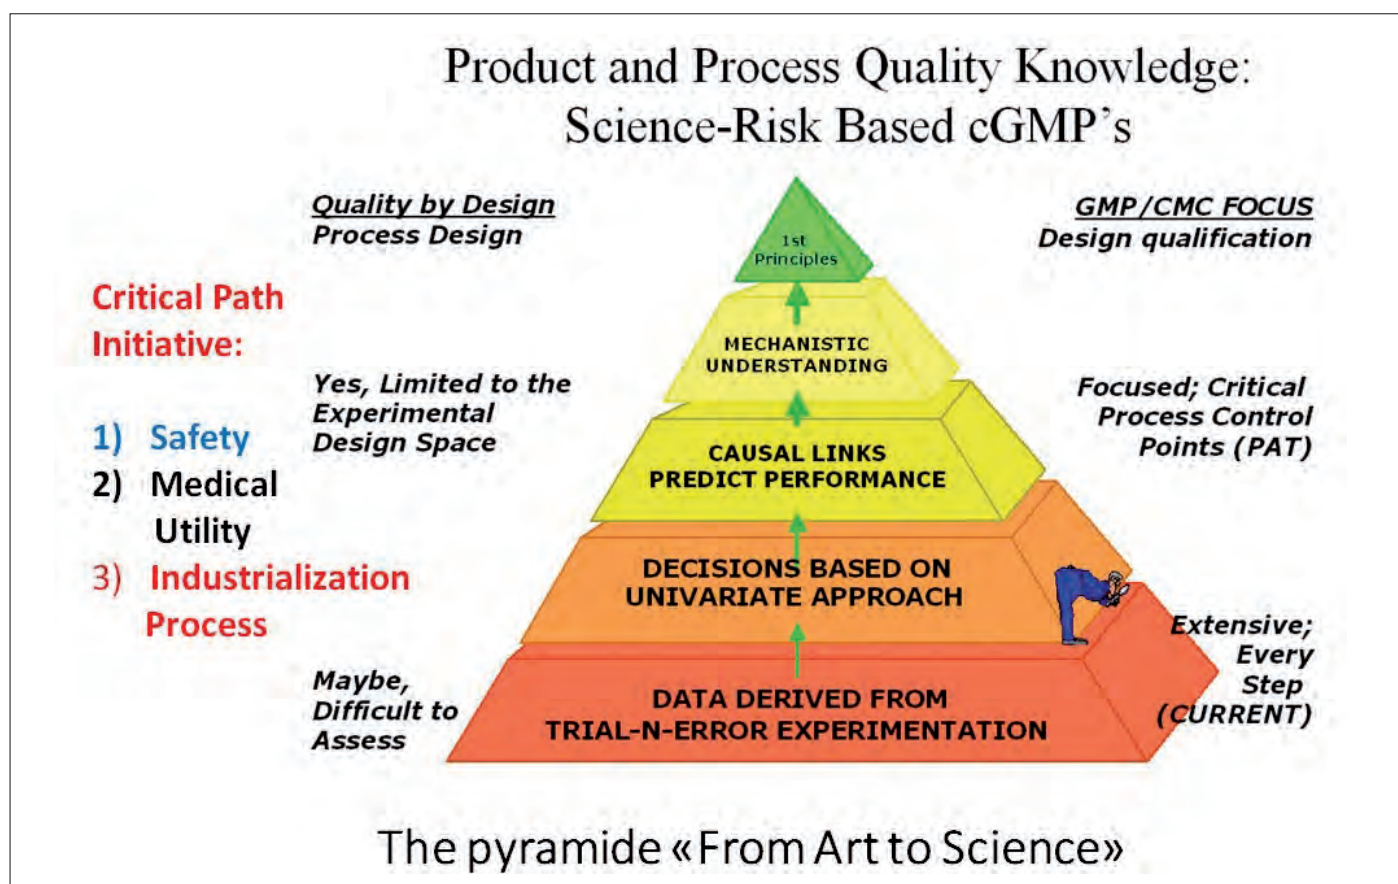 Product and Process Quality Knowledge:
Science-Risk Based cGMP's
Quality by Design
Process Design
GMP/CMC FOCUS
Design qualification
1st
Principles
Critical Path
Initiative:
1) Safety
2) Medical
Utility
3) Industrialization
Process
MECHANISTIC
UNDERSTANDING
Yes, Limited to the
Experimental
Design Space
Focused; Critical
Process Control
Points (PAT)
CAUSAL LINKS
PREDICT PERFORMANCE
DECISIONS BASED ON
UNIVARIATE APPROACH
Maybe,
Difficult to
Assess
DATA DERIVED FROM
TRIAL-N-ERROR EXPERIMENTATION
Extensive;
Every
Step
(CURRENT)
The pyramide «From Art to Science»